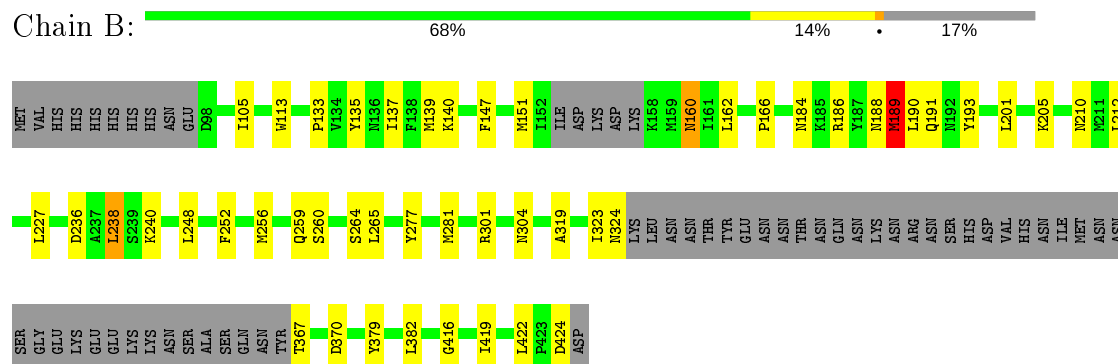 Chain B:
68% 14% • 17%
MET VAL HIS HIS HIS HIS HIS HIS ASN GLU D98 I105 W113 P133 V134 Y135 N136 I137 F138 M139 K140 F147 M151 I152 ILE ASP LYS ASP LYS K158 M159 N160 I161 L162 P166 N184 K185 R186 Y187 N188 M189 L190 Q191 N192 Y193 L201 K205 N210 M211 L212
L227 D236 A237 L238 S239 K240 L248 F252 M256 Q259 S260 S264 L265 Y277 M281 R301 N304 A319 I323 N324 LYS LEU ASN ASN THR TYR GLU ASN ASN THR ASN GLN ASN LYS ASN ARG ASN SER HIS ASP VAL HIS ASN ILE MET ASN ASN
SER GLY GLU LYS GLU GLU LYS LYS ASN SER ALA SER GLN ASN TYR T367 D370 Y379 L382 G416 I419 L422 P423 D424 ASP